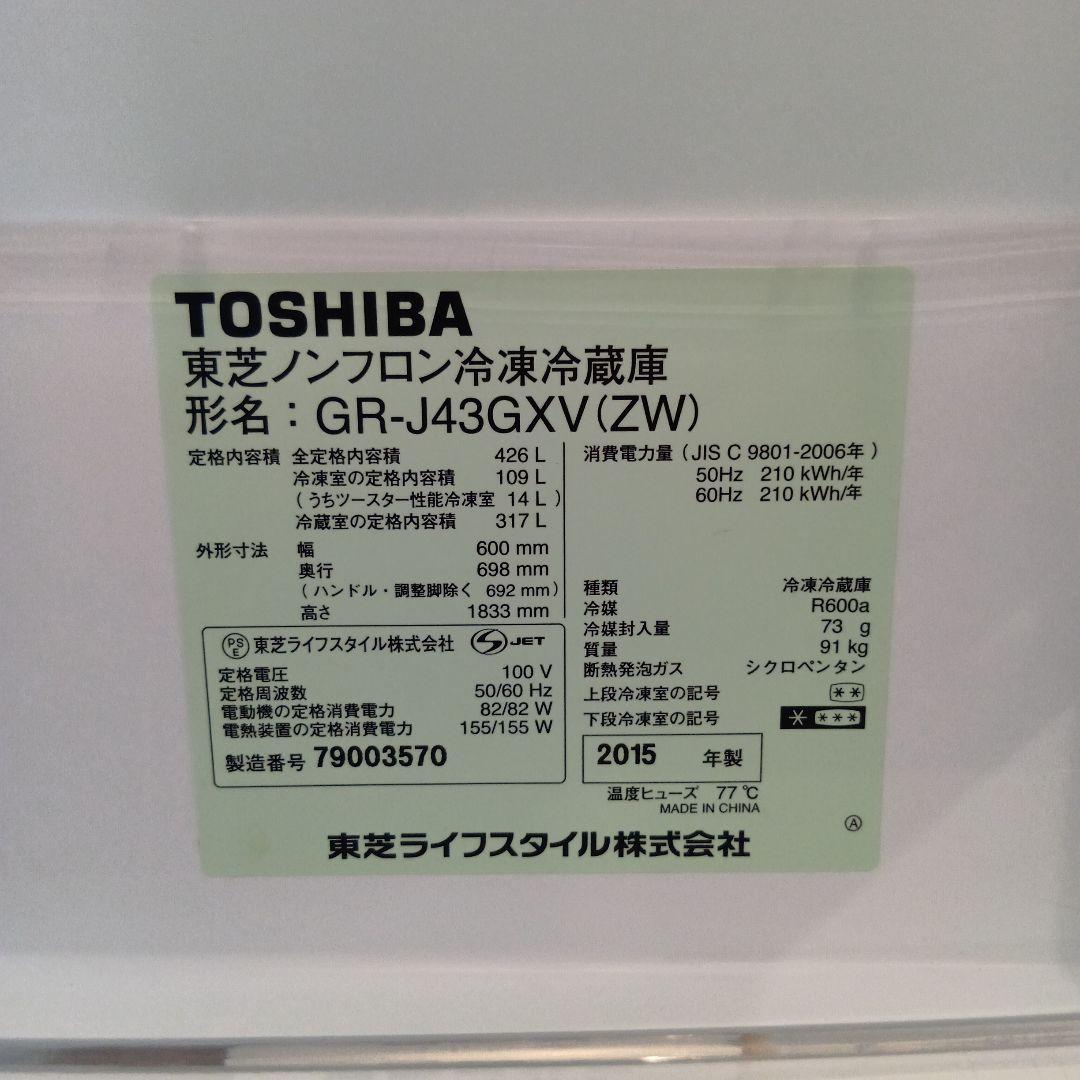 TOSHIBA
東芝ノンフロン冷凍冷蔵庫
形名：GR-J43GXV(ZW)
定格内容積 全定格内容積 426 L
冷凍室の定格内容積 109 L
(うちツースター性能冷凍室 14 L)
冷蔵室の定格内容積 317 L
外形寸法 幅 600 mm
奥行 698 mm
(ハンドル・調整脚除く 692 mm)
高さ 1833 mm
PSE 東芝ライフスタイル株式会社 JET
定格電圧 100 V
定格周波数 50/60 Hz
電動機の定格消費電力 82/82 W
電熱装置の定格消費電力 155/155 W
製造番号 79003570
消費電力量 (JIS C 9801-2006年)
50Hz 210 kWh/年
60Hz 210 kWh/年
種類 冷凍冷蔵庫
冷媒 R600a
冷媒封入量 73 g
質量 91 kg
断熱発泡ガス シクロペンタン
上段冷凍室の記号 **
下段冷凍室の記号 * ***
2015 年製
温度ヒューズ 77 ℃
MADE IN CHINA
Ⓐ
東芝ライフスタイル株式会社